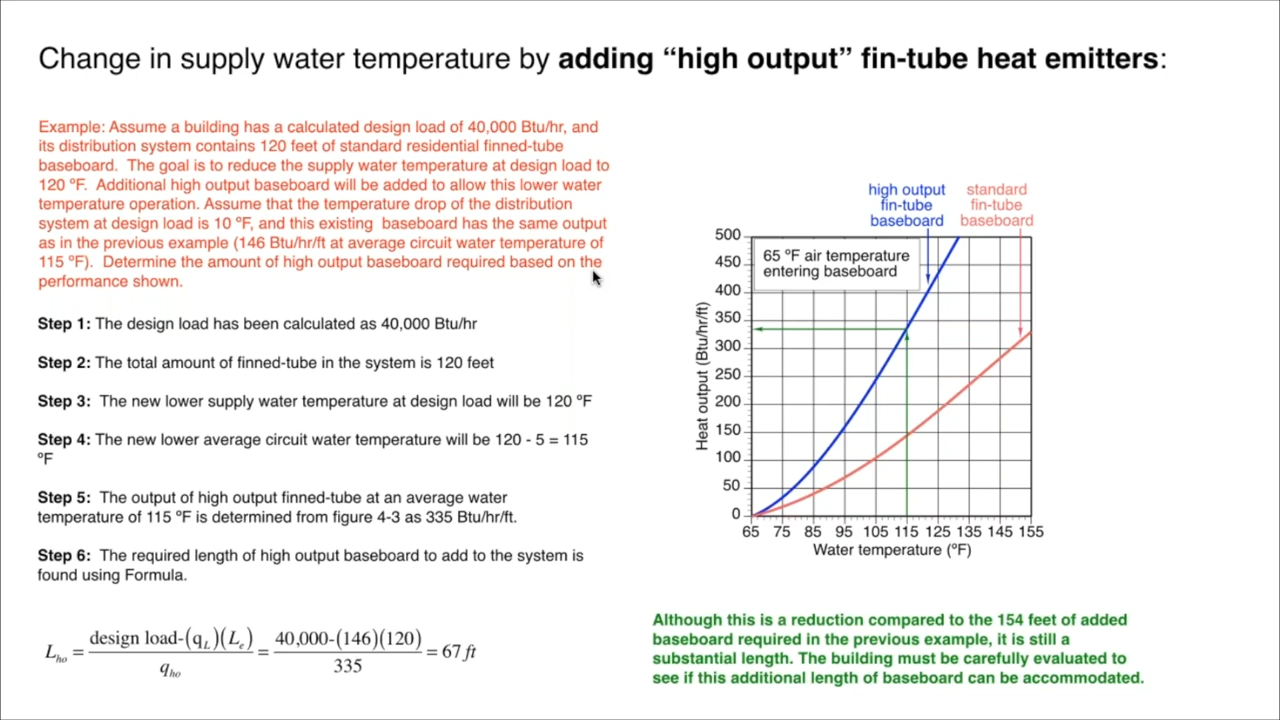 Change in supply water temperature by adding “high output” fin-tube heat emitters:
Example: Assume a building has a calculated design load of 40,000 Btu/hr, and
its distribution system contains 120 feet of standard residential finned-tube
baseboard.  The goal is to reduce the supply water temperature at design load to
120 ºF.  Additional high output baseboard will be added to allow this lower water
temperature operation. Assume that the temperature drop of the distribution
system at design load is 10 ºF, and this existing  baseboard has the same output
as in the previous example (146 Btu/hr/ft at average circuit water temperature of
115 ºF).  Determine the amount of high output baseboard required based on the
performance shown.
Step 1: The design load has been calculated as 40,000 Btu/hr
Step 2: The total amount of finned-tube in the system is 120 feet
Step 3:  The new lower supply water temperature at design load will be 120 ºF
Step 4: The new lower average circuit water temperature will be 120 - 5 = 115
ºF
Step 5:  The output of high output finned-tube at an average water
temperature of 115 ºF is determined from figure 4-3 as 335 Btu/hr/ft.
Step 6:  The required length of high output baseboard to add to the system is
found using Formula.
L_ho = design load-(q_L)(L_e) / q_ho = 40,000-(146)(120) / 335 = 67 ft
high output
fin-tube
baseboard
standard
fin-tube
baseboard
65 ºF air temperature
entering baseboard
Heat output (Btu/hr/ft)
500
450
400
350
300
250
200
150
100
50
0
65 75 85 95 105 115 125 135 145 155
Water temperature (ºF)
Although this is a reduction compared to the 154 feet of added
baseboard required in the previous example, it is still a
substantial length. The building must be carefully evaluated to
see if this additional length of baseboard can be accommodated.